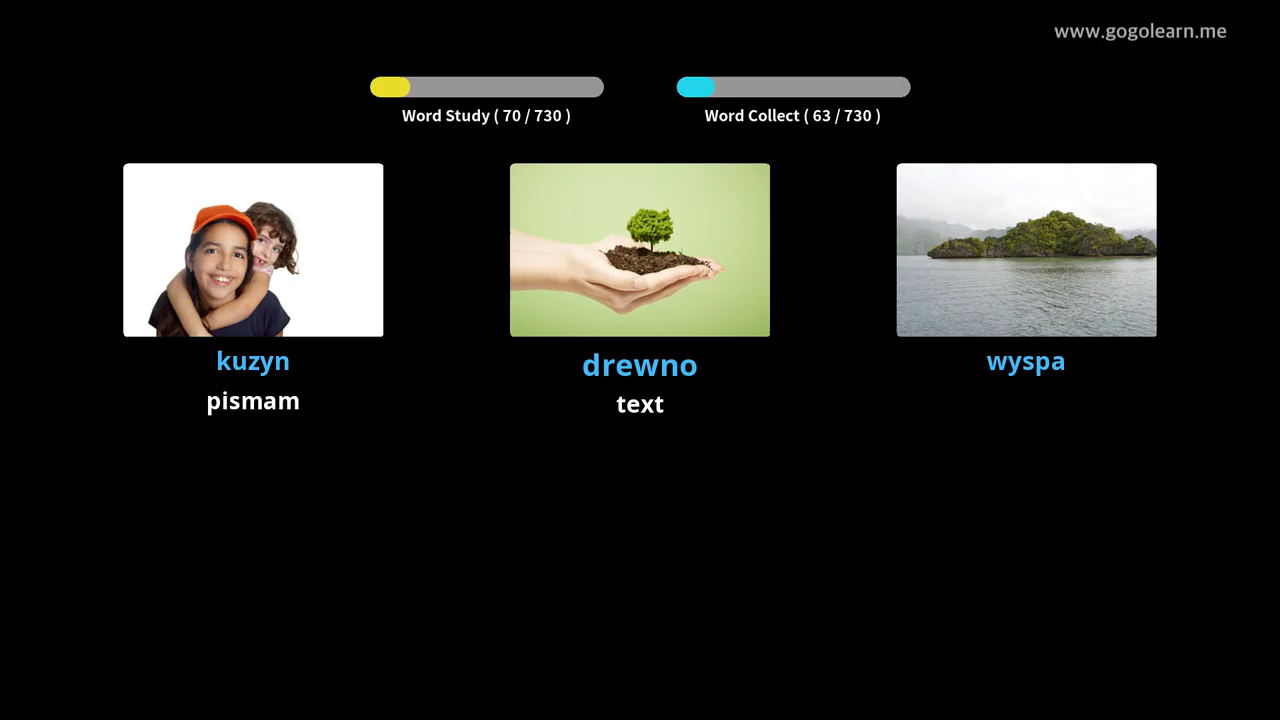 www.gogolearn.me
Word Study ( 70 / 730 )
Word Collect ( 63 / 730 )
kuzyn
pismam
drewno
text
wyspa